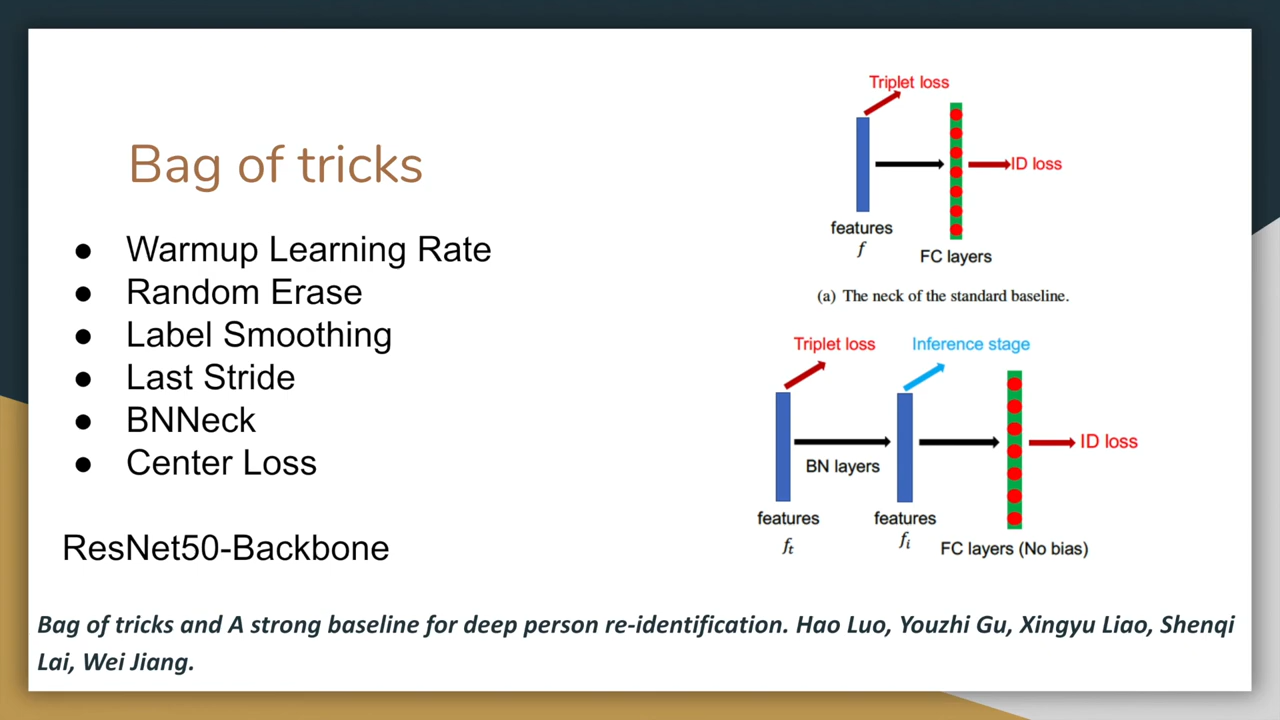 Bag of tricks
● Warmup Learning Rate
● Random Erase
● Label Smoothing
● Last Stride
● BNNeck
● Center Loss
ResNet50-Backbone
Triplet loss
ID loss
features
f
FC layers
(a) The neck of the standard baseline.
Triplet loss
Inference stage
ID loss
BN layers
features
fₜ
features
fᵢ
FC layers (No bias)
Bag of tricks and A strong baseline for deep person re-identification. Hao Luo, Youzhi Gu, Xingyu Liao, Shenqi
Lai, Wei Jiang.